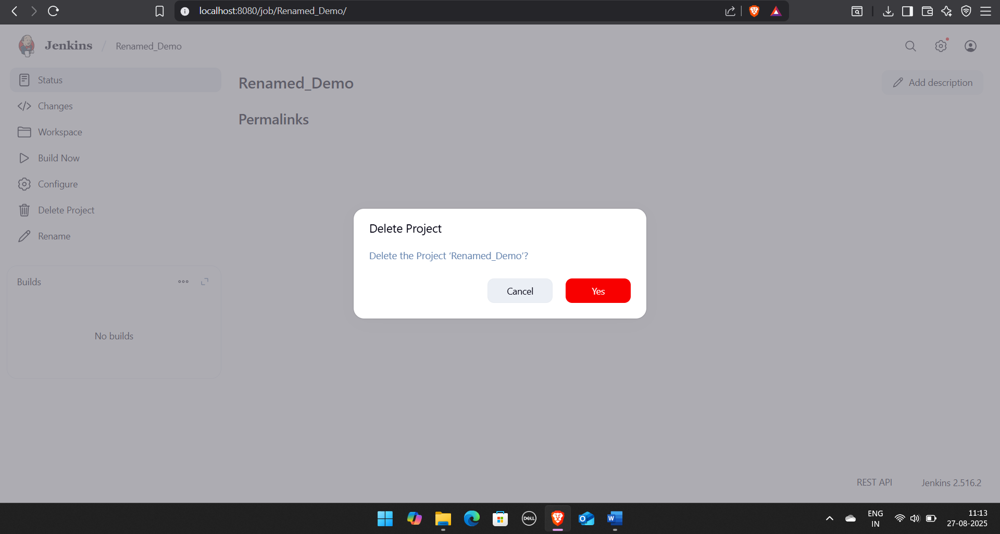 localhost:8080/job/Renamed_Demo/
Jenkins / Renamed_Demo
Status
Changes
Workspace
Build Now
Configure
Delete Project
Rename
Builds
No builds
Renamed_Demo
Add description
Permalinks
Delete Project
Delete the Project ‘Renamed_Demo’?
Cancel
Yes
REST API
Jenkins 2.516.2
DELL
O
W
ENG
IN
11:13
27-08-2025